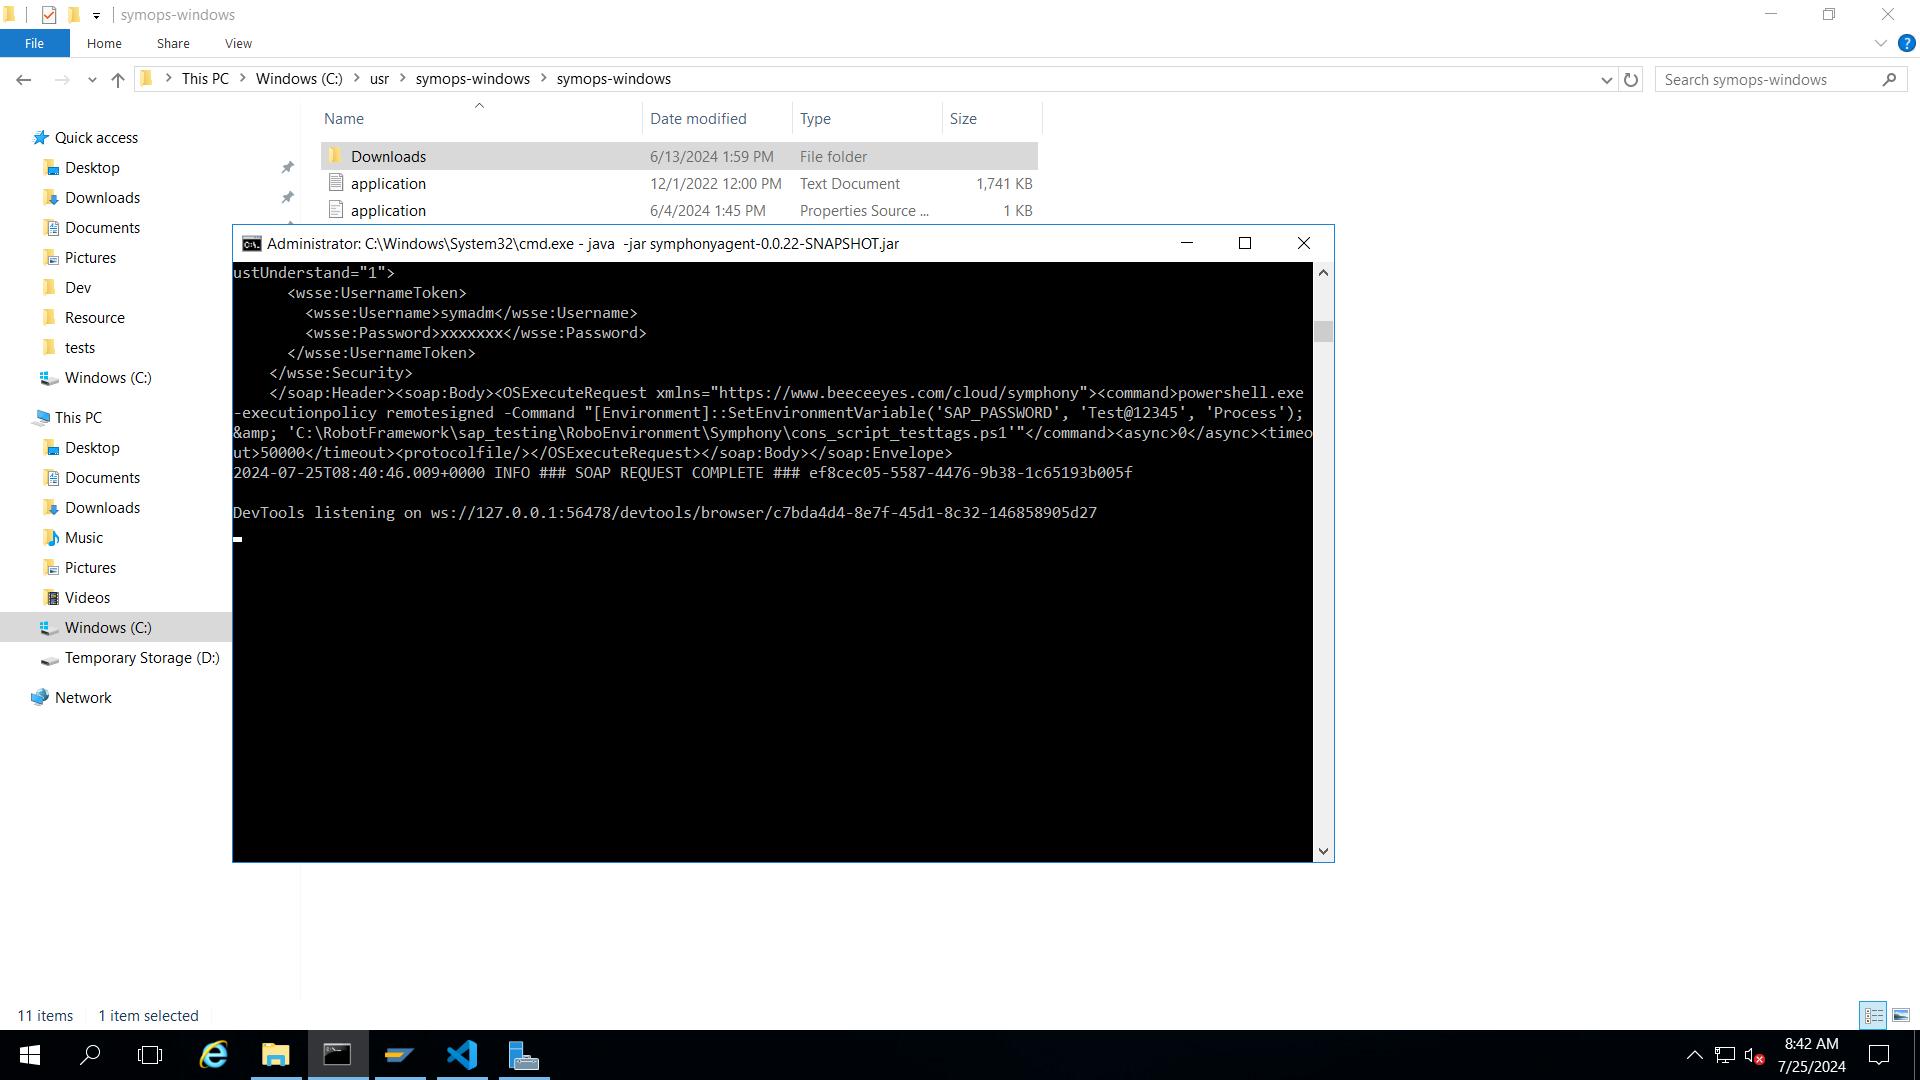 symops-windows
File
Home
Share
View
This PC
Windows (C:)
usr
symops-windows
symops-windows
Search symops-windows
Name
Date modified
Type
Size
Quick access
Desktop
Downloads
Documents
Pictures
Dev
Resource
tests
Windows (C:)
This PC
Desktop
Documents
Downloads
Music
Pictures
Videos
Windows (C:)
Temporary Storage (D:)
Network
Downloads 6/13/2024 1:59 PM File folder
application 12/1/2022 12:00 PM Text Document 1,741 KB
application 6/4/2024 1:45 PM Properties Source ... 1 KB
Administrator: C:\Windows\System32\cmd.exe - java  -jar symphonyagent-0.0.22-SNAPSHOT.jar
ustUnderstand="1">
<wsse:UsernameToken>
<wsse:Username>symadm</wsse:Username>
<wsse:Password>xxxxxxx</wsse:Password>
</wsse:UsernameToken>
</wsse:Security>
</soap:Header><soap:Body><OSExecuteRequest xmlns="https://www.beeceeyes.com/cloud/symphony"><command>powershell.exe
-executionpolicy remotesigned -Command "[Environment]::SetEnvironmentVariable('SAP_PASSWORD', 'Test@12345', 'Process');
&amp; 'C:\RobotFramework\sap_testing\RoboEnvironment\Symphony\cons_script_testtags.ps1'"</command><async>0</async><timeo
ut>50000</timeout><protocolfile/></OSExecuteRequest></soap:Body></soap:Envelope>
2024-07-25T08:40:46.009+0000 INFO ### SOAP REQUEST COMPLETE ### ef8cec05-5587-4476-9b38-1c65193b005f
DevTools listening on ws://127.0.0.1:56478/devtools/browser/c7bda4d4-8e7f-45d1-8c32-146858905d27
11 items
1 item selected
8:42 AM
7/25/2024